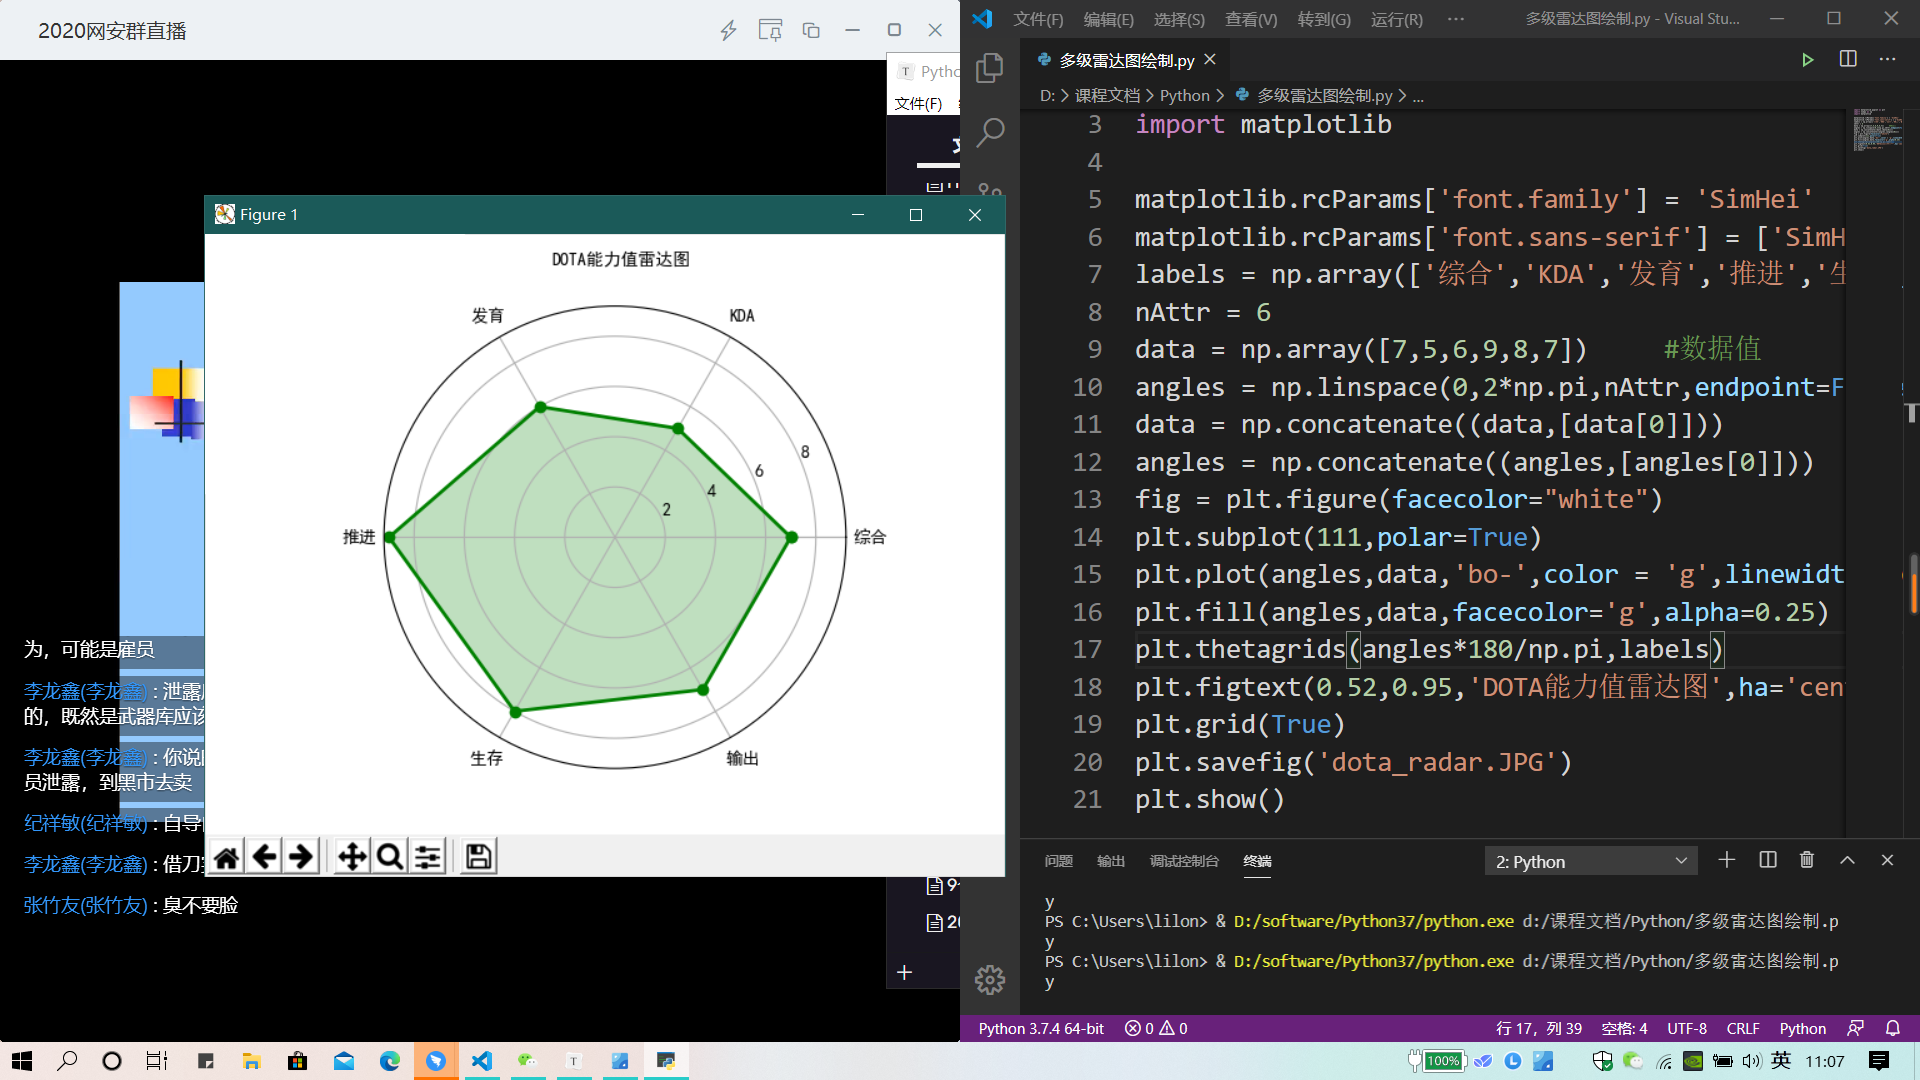 2020网安群直播
为，可能是雇员
李龙鑫(李龙鑫) : 泄露
的，既然是武器库应该
李龙鑫(李龙鑫) : 你说
员泄露，到黑市去卖
纪祥敏(纪祥敏) : 自导
李龙鑫(李龙鑫) : 借刀
张竹友(张竹友) : 臭不要脸
文件(F)
Figure 1
DOTA能力值雷达图
发育
KDA
8
6
4
2
推进
综合
生存
输出
文件(F) 编辑(E) 选择(S) 查看(V) 转到(G) 运行(R) ··· 多级雷达图绘制.py - Visual Stu...
多级雷达图绘制.py
D: > 课程文档 > Python > 多级雷达图绘制.py > ...
3 import matplotlib
4
5 matplotlib.rcParams['font.family'] = 'SimHei'
6 matplotlib.rcParams['font.sans-serif'] = ['SimH
7 labels = np.array(['综合','KDA','发育','推进','生
8 nAttr = 6
9 data = np.array([7,5,6,9,8,7]) #数据值
10 angles = np.linspace(0,2*np.pi,nAttr,endpoint=F
11 data = np.concatenate((data,[data[0]]))
12 angles = np.concatenate((angles,[angles[0]]))
13 fig = plt.figure(facecolor="white")
14 plt.subplot(111,polar=True)
15 plt.plot(angles,data,'bo-',color = 'g',linewidt
16 plt.fill(angles,data,facecolor='g',alpha=0.25)
17 plt.thetagrids(angles*180/np.pi,labels)
18 plt.figtext(0.52,0.95,'DOTA能力值雷达图',ha='cen
19 plt.grid(True)
20 plt.savefig('dota_radar.JPG')
21 plt.show()
问题 输出 调试控制台 终端 2: Python
y
PS C:\Users\lilon> & D:/software/Python37/python.exe d:/课程文档/Python/多级雷达图绘制.p
y
PS C:\Users\lilon> & D:/software/Python37/python.exe d:/课程文档/Python/多级雷达图绘制.p
y
Python 3.7.4 64-bit 0 0 行 17，列 39 空格: 4 UTF-8 CRLF Python
100% 英 11:07